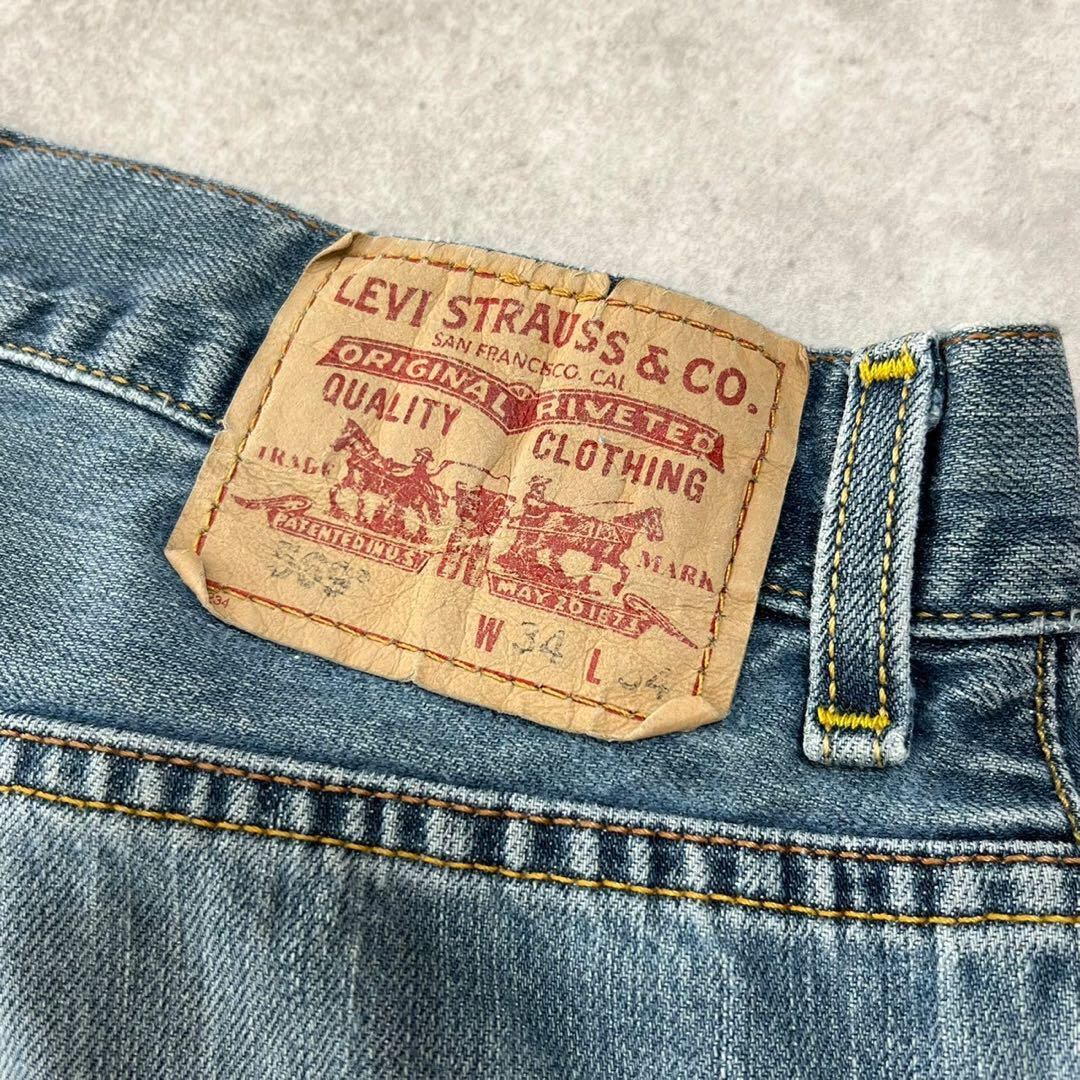 LEVI STRAUSS & CO.
SAN FRANCISCO, CAL.
ORIGINAL RIVETED
QUALITY CLOTHING
TRADE MARK
PATENTED IN U.S. MAY 20 1873
W 34 L 34